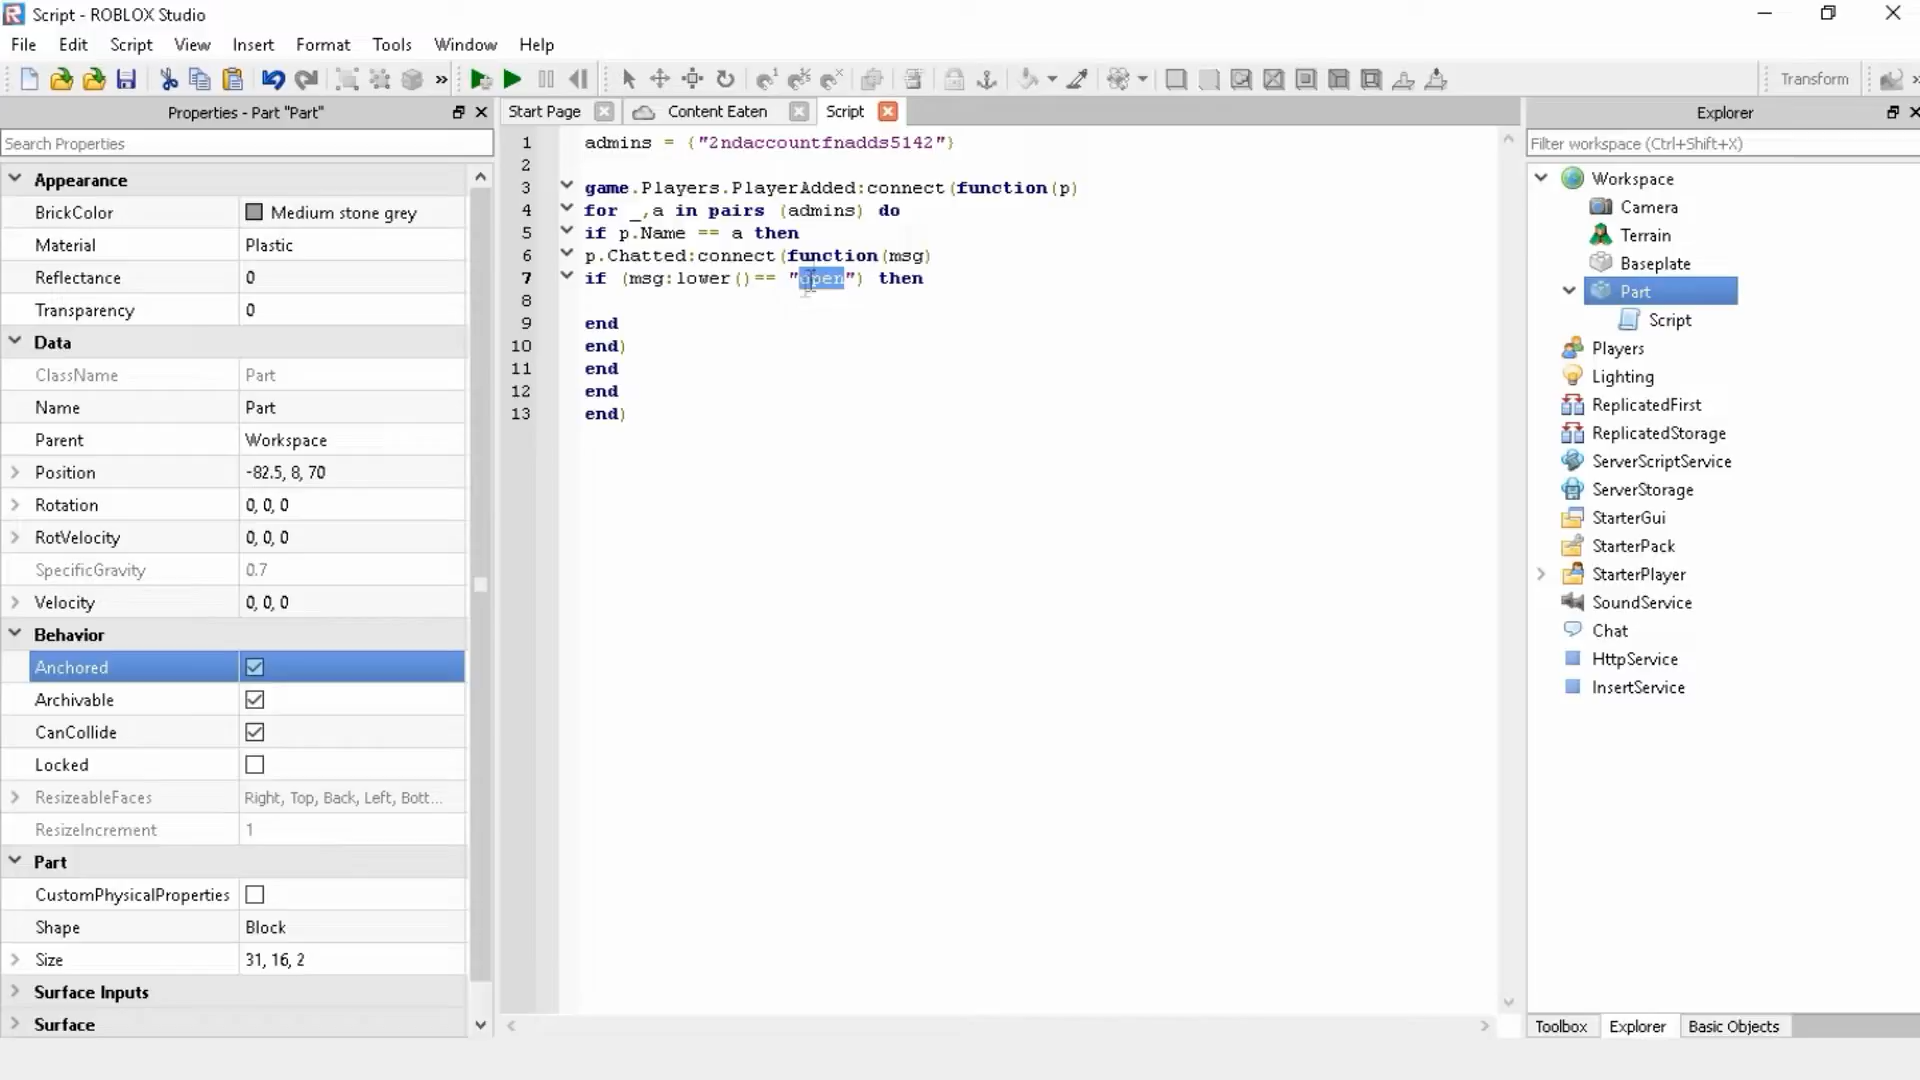 Script - ROBLOX Studio
File Edit Script View Insert Format Tools Window Help
Transform
Properties - Part "Part"
Search Properties
Appearance
BrickColor Medium stone grey
Material Plastic
Reflectance 0
Transparency 0
Data
ClassName Part
Name Part
Parent Workspace
Position -82.5, 8, 70
Rotation 0, 0, 0
RotVelocity 0, 0, 0
SpecificGravity 0.7
Velocity 0, 0, 0
Behavior
Anchored
Archivable
CanCollide
Locked
ResizeableFaces Right, Top, Back, Left, Bott...
ResizeIncrement 1
Part
CustomPhysicalProperties
Shape Block
Size 31, 16, 2
Surface Inputs
Surface
Start Page Content Eaten Script
1 admins = {"2ndaccountfnadds5142"}
2
3 game.Players.PlayerAdded:connect(function(p)
4 for _,a in pairs (admins) do
5 if p.Name == a then
6 p.Chatted:connect(function(msg)
7 if (msg:lower()== "open") then
8
9 end
10 end)
11 end
12 end
13 end)
Explorer
Filter workspace (Ctrl+Shift+X)
Workspace
Camera
Terrain
Baseplate
Part
Script
Players
Lighting
ReplicatedFirst
ReplicatedStorage
ServerScriptService
ServerStorage
StarterGui
StarterPack
StarterPlayer
SoundService
Chat
HttpService
InsertService
Toolbox Explorer Basic Objects